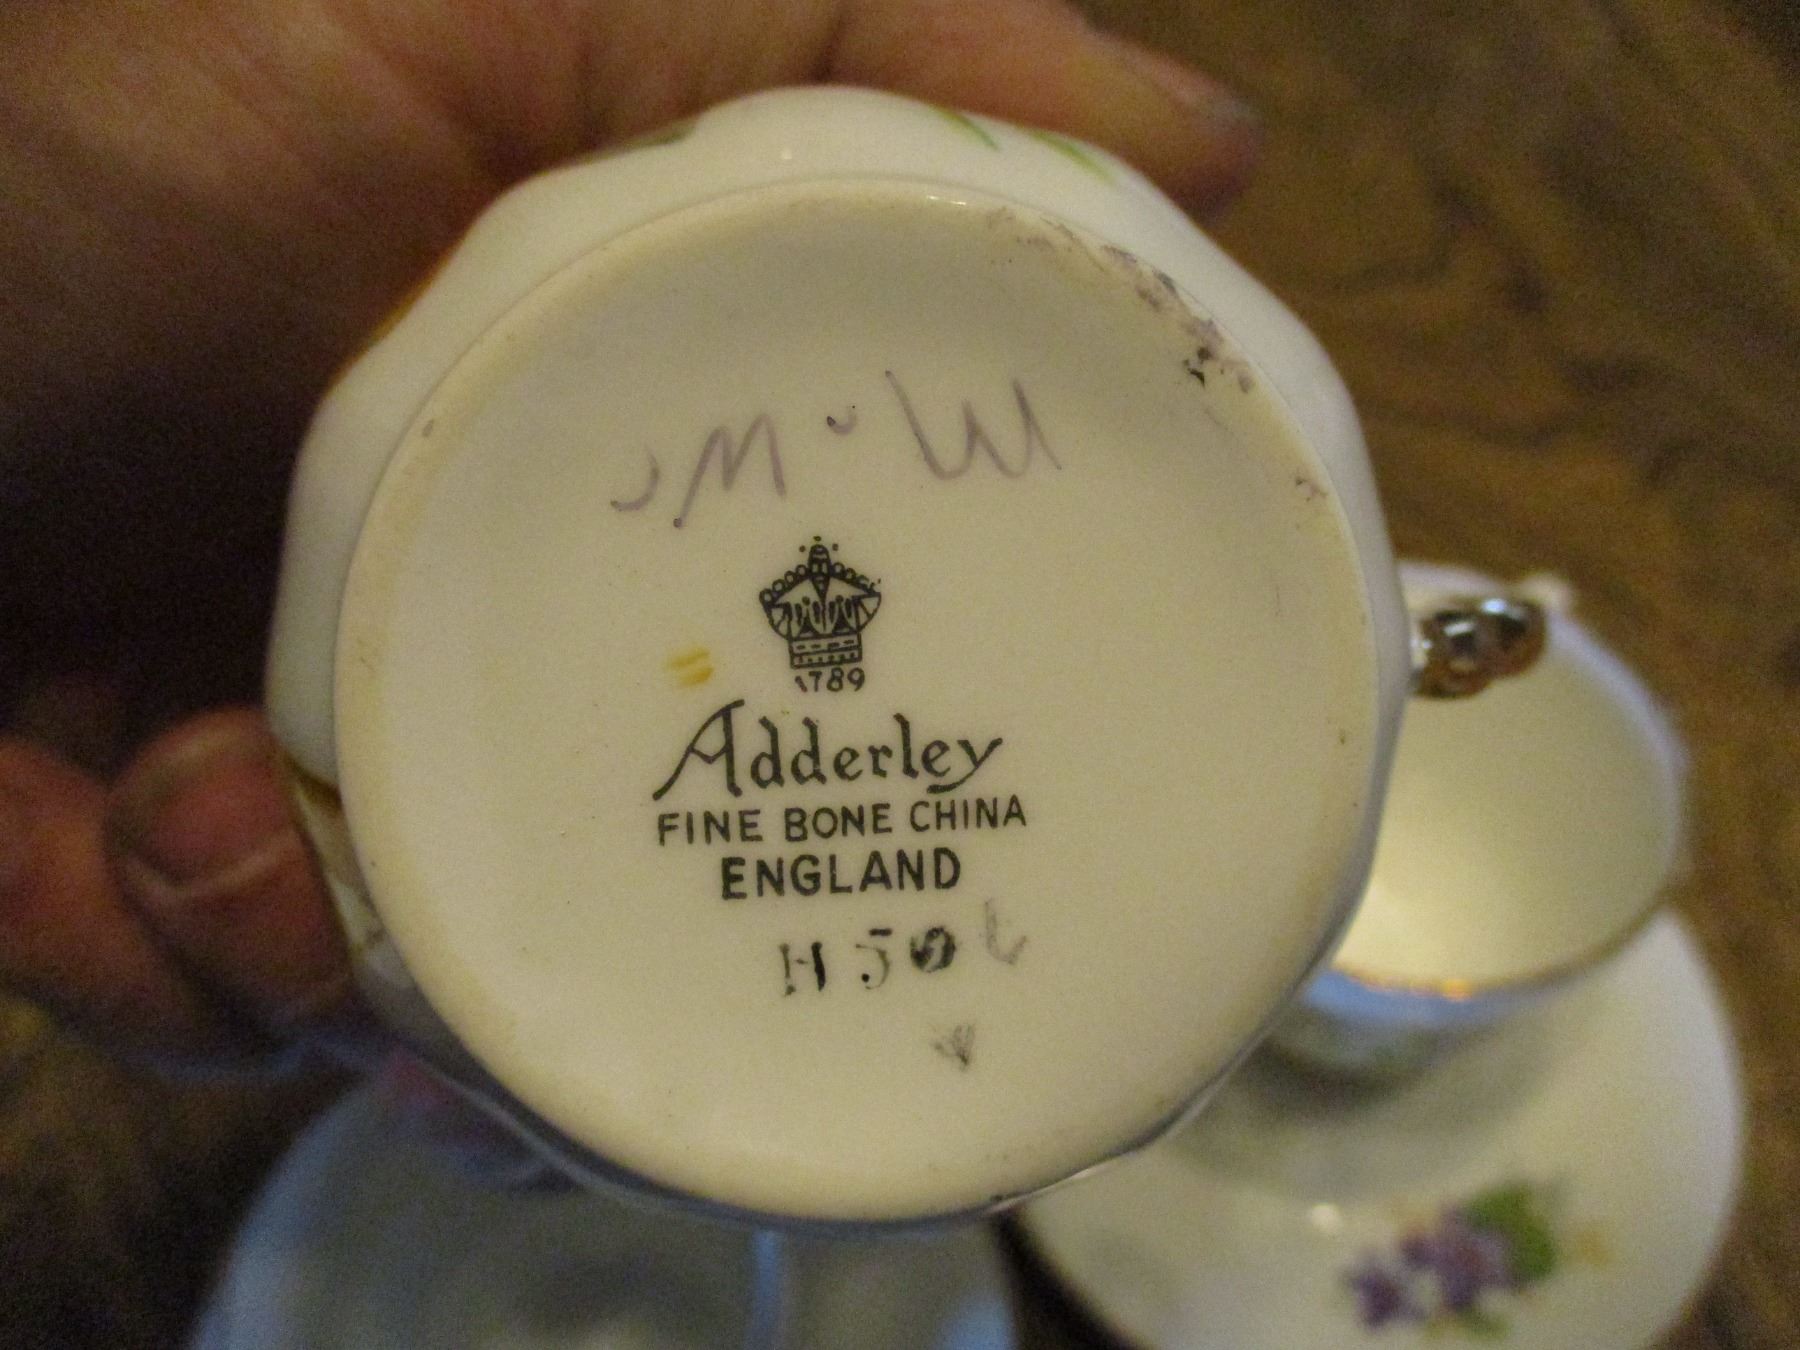 M. W
1789
Adderley
FINE BONE CHINA
ENGLAND